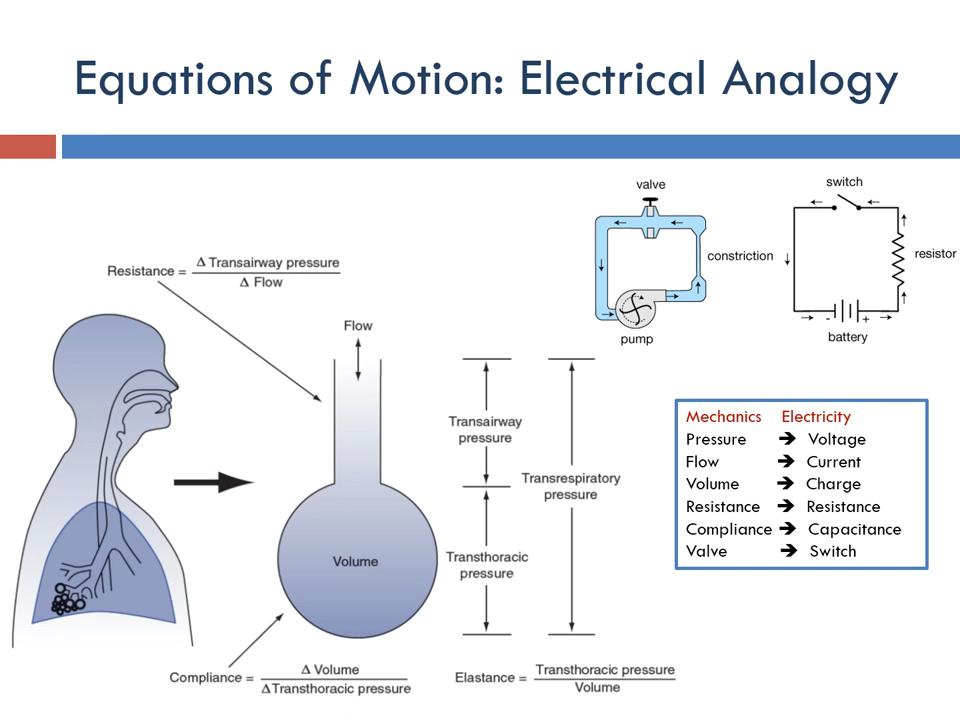 Equations of Motion: Electrical Analogy
valve
constriction
pump
switch
resistor
- +
battery
Resistance = Δ Transairway pressure
Δ Flow
Flow
Transairway
pressure
Transrespiratory
pressure
Transthoracic
pressure
Volume
Compliance = Δ Volume
ΔTransthoracic pressure
Elastance = Transthoracic pressure
Volume
Mechanics Electricity
Pressure ➔ Voltage
Flow ➔ Current
Volume ➔ Charge
Resistance ➔ Resistance
Compliance ➔ Capacitance
Valve ➔ Switch